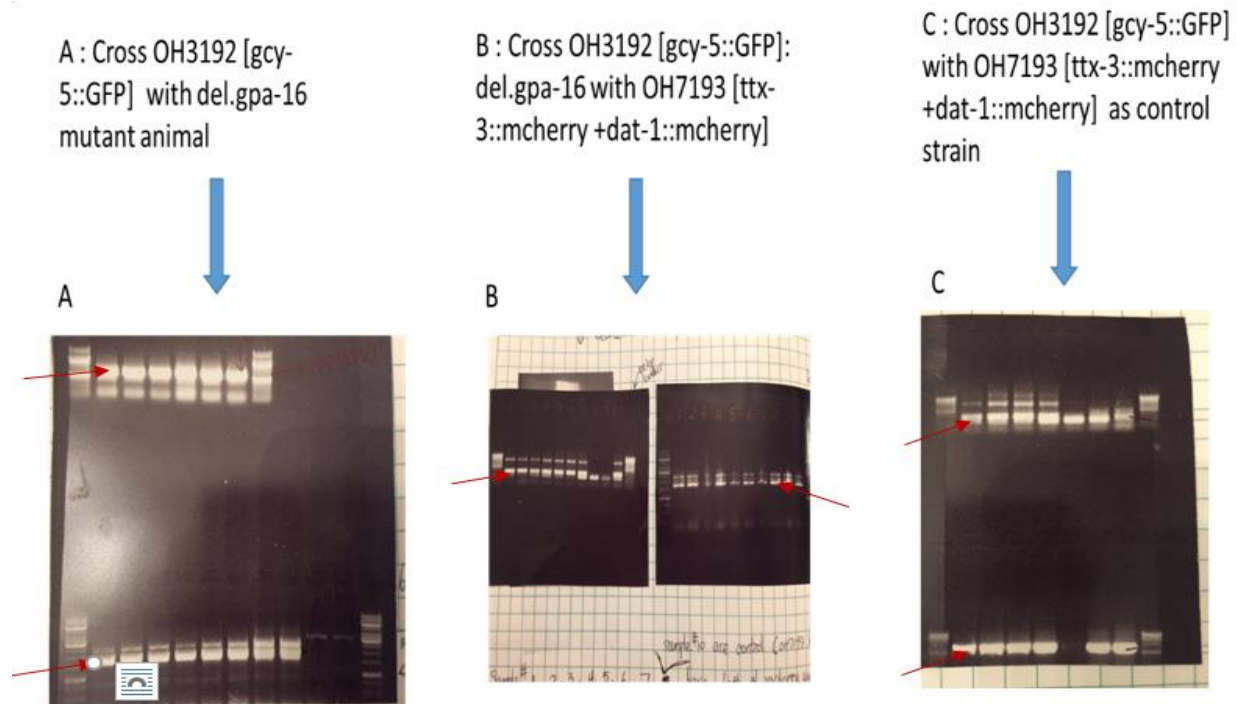 A : Cross OH3192 [gcy-
5::GFP] with del.gpa-16
mutant animal
B : Cross OH3192 [gcy-5::GFP]:
del.gpa-16 with OH7193 [ttx-
3::mcherry +dat-1::mcherry]
C : Cross OH3192 [gcy-5::GFP]
with OH7193 [ttx-3::mcherry
+dat-1::mcherry] as control
strain
A
B
C